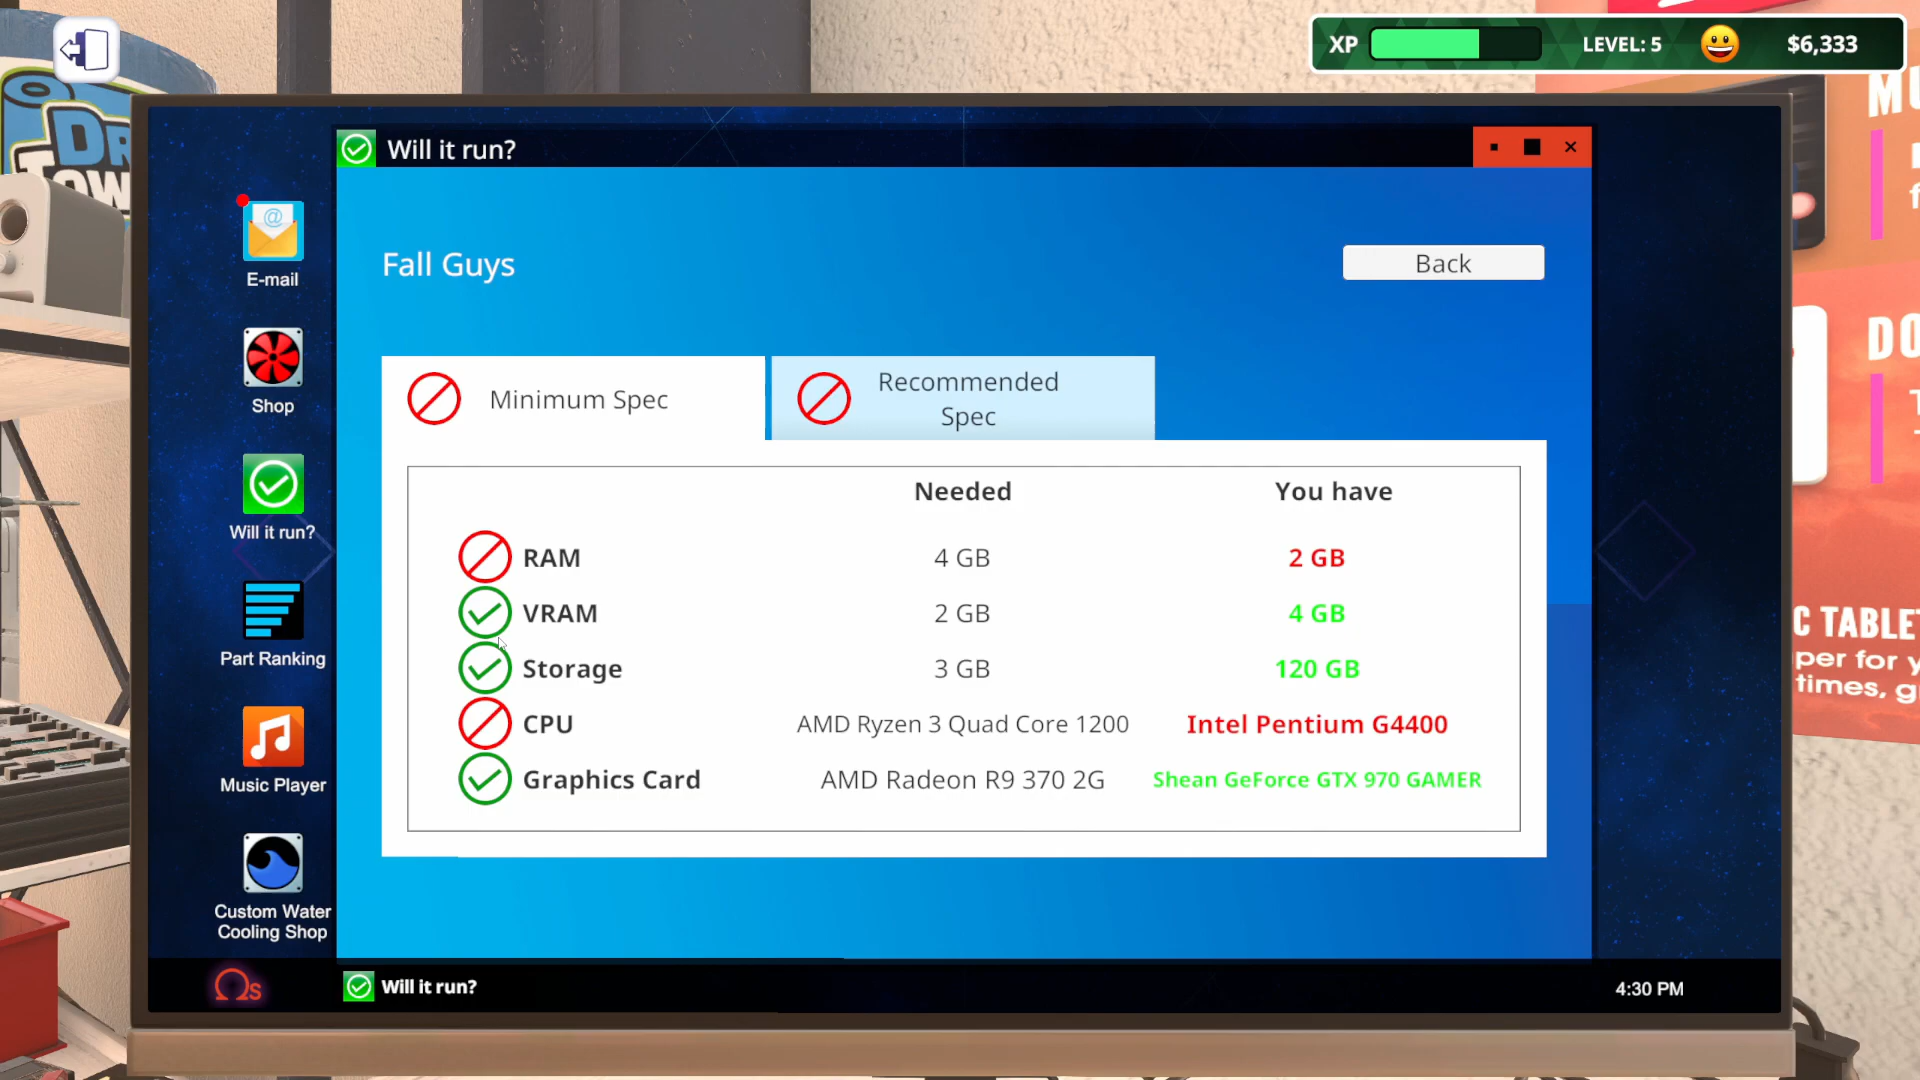 XP
LEVEL: 5
$6,333
Will it run?
E-mail
Shop
Will it run?
Part Ranking
Music Player
Custom Water
Cooling Shop
Fall Guys
Back
Minimum Spec
Recommended
Spec
Needed
You have
RAM
4 GB
2 GB
VRAM
2 GB
4 GB
Storage
3 GB
120 GB
CPU
AMD Ryzen 3 Quad Core 1200
Intel Pentium G4400
Graphics Card
AMD Radeon R9 370 2G
Shean GeForce GTX 970 GAMER
Will it run?
4:30 PM
C TABLE
per for y
times, g